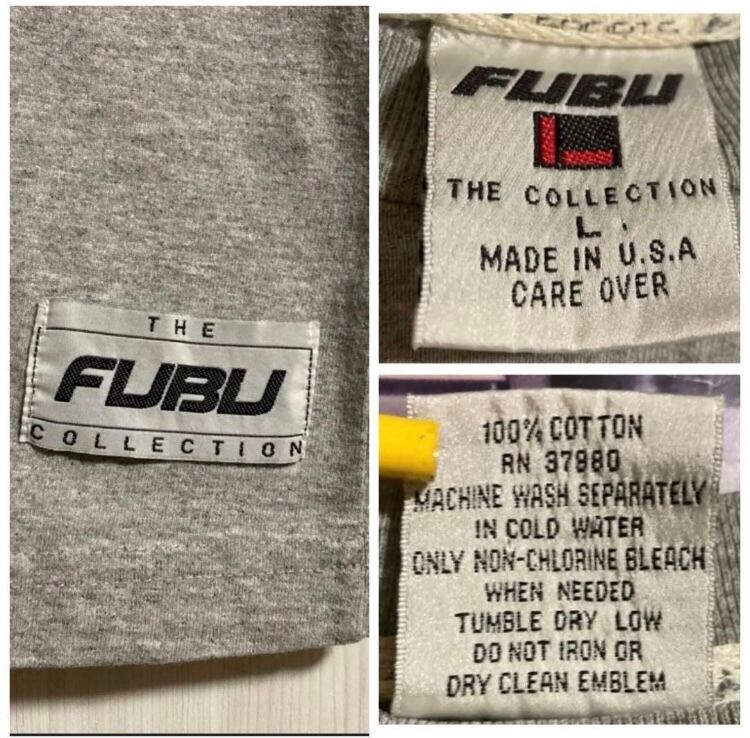 THE
FUBU
COLLECTION
FUBU
THE COLLECTION
L
MADE IN U.S.A
CARE OVER
100% COTTON
RN 37980
MACHINE WASH SEPARATELY
IN COLD WATER
ONLY NON-CHLORINE BLEACH
WHEN NEEDED
TUMBLE DRY LOW
DO NOT IRON OR
DRY CLEAN EMBLEM